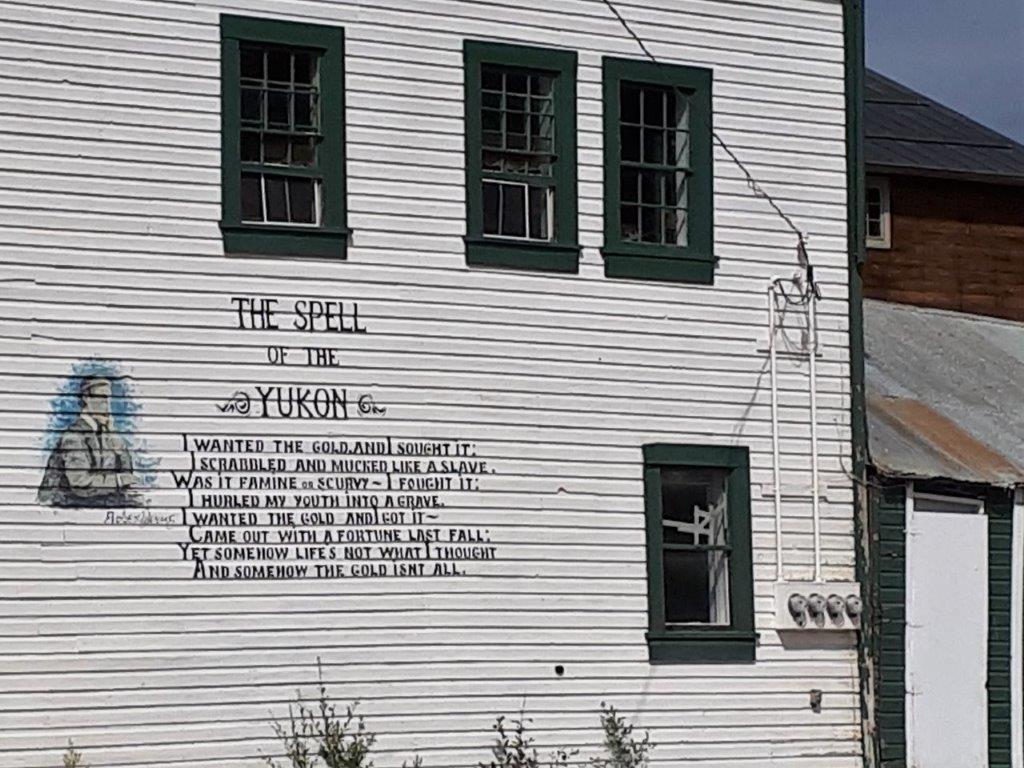 THE SPELL
OF THE
YUKON
I WANTED THE GOLD, AND I SOUGHT IT;
I SCRABBLED AND MUCKED LIKE A SLAVE.
WAS IT FAMINE OR SCURVY ~ I FOUGHT IT;
I HURLED MY YOUTH INTO A GRAVE.
I WANTED THE GOLD AND I GOT IT ~
CAME OUT WITH A FORTUNE LAST FALL;
YET SOMEHOW LIFE'S NOT WHAT I THOUGHT
AND SOMEHOW THE GOLD ISNT ALL.